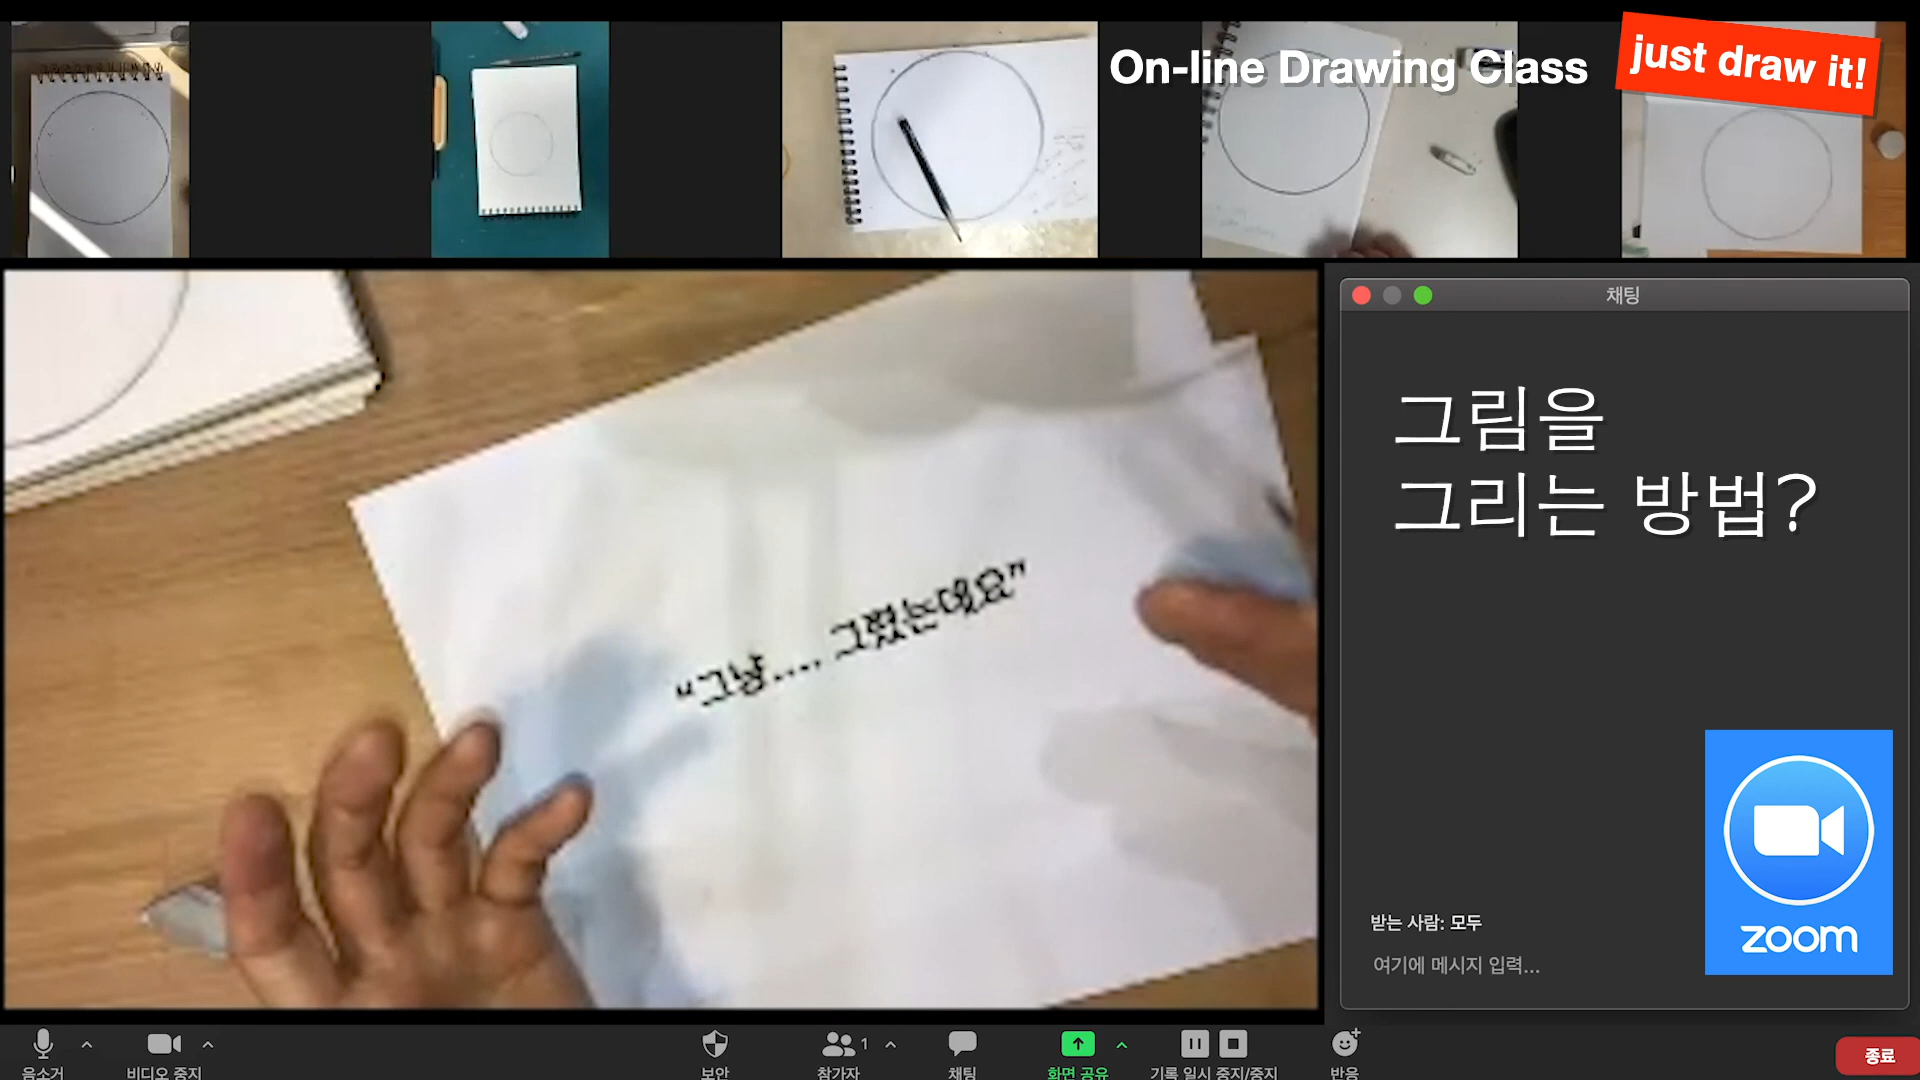 On-line Drawing Class
just draw it!
채팅
그림을
그리는 방법?
“그냥.... 그렸는데요”
받는 사람: 모두
여기에 메시지 입력...
zoom
음소거
비디오 중지
보안
1
참가자
채팅
화면 공유
기록 일시 중지/중지
반응
종료